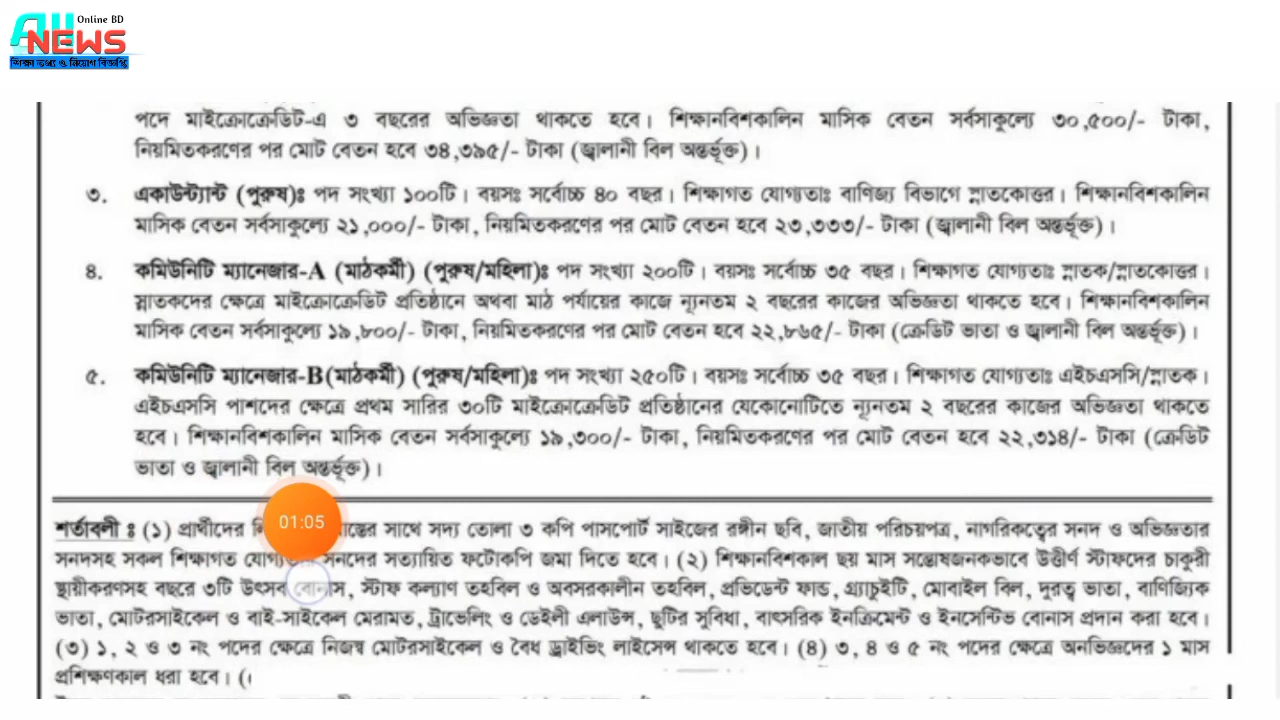 AH Online BD
NEWS
শিক্ষা তথ্য ও নিয়োগ বিজ্ঞপ্তি
পদে মাইক্রোক্রেডিট-এ ৩ বছরের অভিজ্ঞতা থাকতে হবে। শিক্ষানবিশকালিন মাসিক বেতন সর্বসাকুল্যে ৩০,৫০০/- টাকা,
নিয়মিতকরণের পর মোট বেতন হবে ৩৪,৩৯৫/- টাকা (জ্বালানী বিল অন্তর্ভূক্ত)।
৩. একাউন্ট্যান্ট (পুরুষ)ঃ পদ সংখ্যা ১০০টি। বয়সঃ সর্বোচ্চ ৪০ বছর। শিক্ষাগত যোগ্যতাঃ বাণিজ্য বিভাগে স্নাতকোত্তর। শিক্ষানবিশকালিন
মাসিক বেতন সর্বসাকুল্যে ২১,০০০/- টাকা, নিয়মিতকরণের পর মোট বেতন হবে ২৩,৩৩৩/- টাকা (জ্বালানী বিল অন্তর্ভূক্ত)।
৪. কমিউনিটি ম্যানেজার-A (মাঠকর্মী) (পুরুষ/মহিলা)ঃ পদ সংখ্যা ২০০টি। বয়সঃ সর্বোচ্চ ৩৫ বছর। শিক্ষাগত যোগ্যতাঃ স্নাতক/স্নাতকোত্তর।
স্নাতকদের ক্ষেত্রে মাইক্রোক্রেডিট প্রতিষ্ঠানে অথবা মাঠ পর্যায়ের কাজে ন্যূনতম ২ বছরের কাজের অভিজ্ঞতা থাকতে হবে। শিক্ষানবিশকালিন
মাসিক বেতন সর্বসাকুল্যে ১৯,৮০০/- টাকা, নিয়মিতকরণের পর মোট বেতন হবে ২২,৮৬৫/- টাকা (ক্রেডিট ভাতা ও জ্বালানী বিল অন্তর্ভূক্ত)।
৫. কমিউনিটি ম্যানেজার-B(মাঠকর্মী) (পুরুষ/মহিলা)ঃ পদ সংখ্যা ২৫০টি। বয়সঃ সর্বোচ্চ ৩৫ বছর। শিক্ষাগত যোগ্যতাঃ এইচএসসি/স্নাতক।
এইচএসসি পাশদের ক্ষেত্রে প্রথম সারির ৩০টি মাইক্রোক্রেডিট প্রতিষ্ঠানের যেকোনোটিতে ন্যূনতম ২ বছরের কাজের অভিজ্ঞতা থাকতে
হবে। শিক্ষানবিশকালিন মাসিক বেতন সর্বসাকুল্যে ১৯,৩০০/- টাকা, নিয়মিতকরণের পর মোট বেতন হবে ২২,৩১৪/- টাকা (ক্রেডিট
ভাতা ও জ্বালানী বিল অন্তর্ভূক্ত)।
01:05
শর্তাবলী ঃ (১) প্রার্থীদের সাথে সদ্য তোলা ৩ কপি পাসপোর্ট সাইজের রঙ্গীন ছবি, জাতীয় পরিচয়পত্র, নাগরিকত্বের সনদ ও অভিজ্ঞতার
সনদসহ সকল শিক্ষাগত যোগ্যতার সনদের সত্যায়িত ফটোকপি জমা দিতে হবে। (২) শিক্ষানবিশকাল ছয় মাস সন্তোষজনকভাবে উত্তীর্ণ স্টাফদের চাকুরী
স্থায়ীকরণসহ বছরে ৩টি উৎসব বোনাস, স্টাফ কল্যাণ তহবিল ও অবসরকালীন তহবিল, প্রভিডেন্ট ফান্ড, গ্র্যাচুইটি, মোবাইল বিল, দূরত্ব ভাতা, বাণিজ্যিক
ভাতা, মোটরসাইকেল ও বাই-সাইকেল মেরামত, ট্রাভেলিং ও ডেইলী এলাউন্স, ছুটির সুবিধা, বাৎসরিক ইনক্রিমেন্ট ও ইনসেন্টিভ বোনাস প্রদান করা হবে।
(৩) ১, ২ ও ৩ নং পদের ক্ষেত্রে নিজস্ব মোটরসাইকেল ও বৈধ ড্রাইভিং লাইসেন্স থাকতে হবে। (৪) ৩, ৪ ও ৫ নং পদের ক্ষেত্রে অনভিজ্ঞদের ১ মাস
প্রশিক্ষণকাল ধরা হবে।